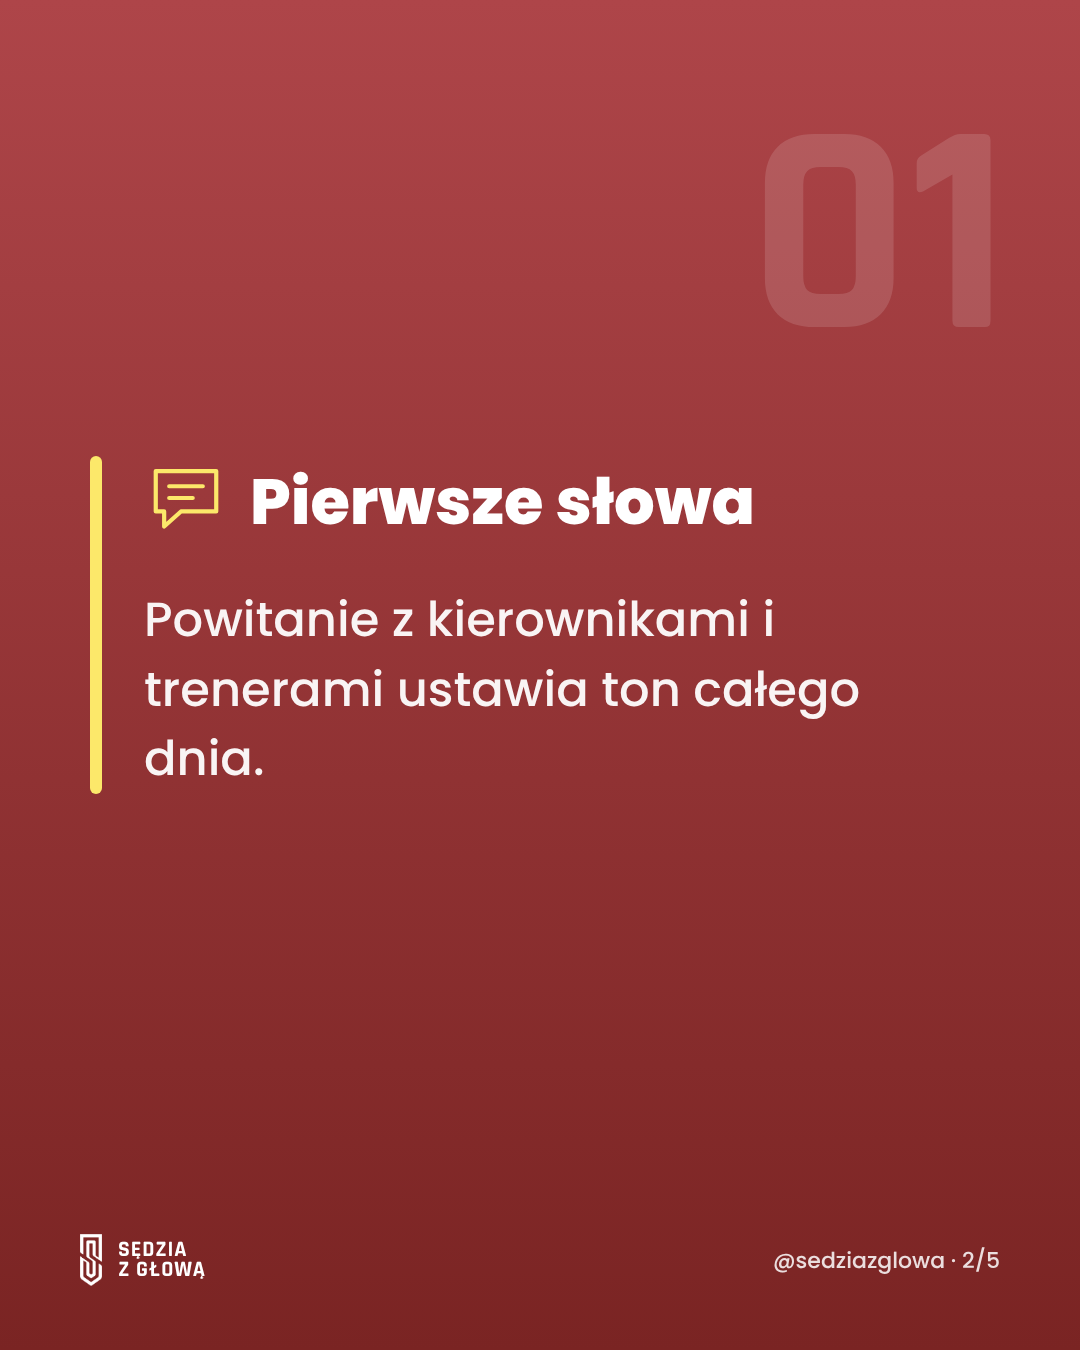 01
Pierwsze słowa
Powitanie z kierownikami i
trenerami ustawia ton całego
dnia.
SĘDZIA
Z GŁOWĄ
@sedziazglowa · 2/5